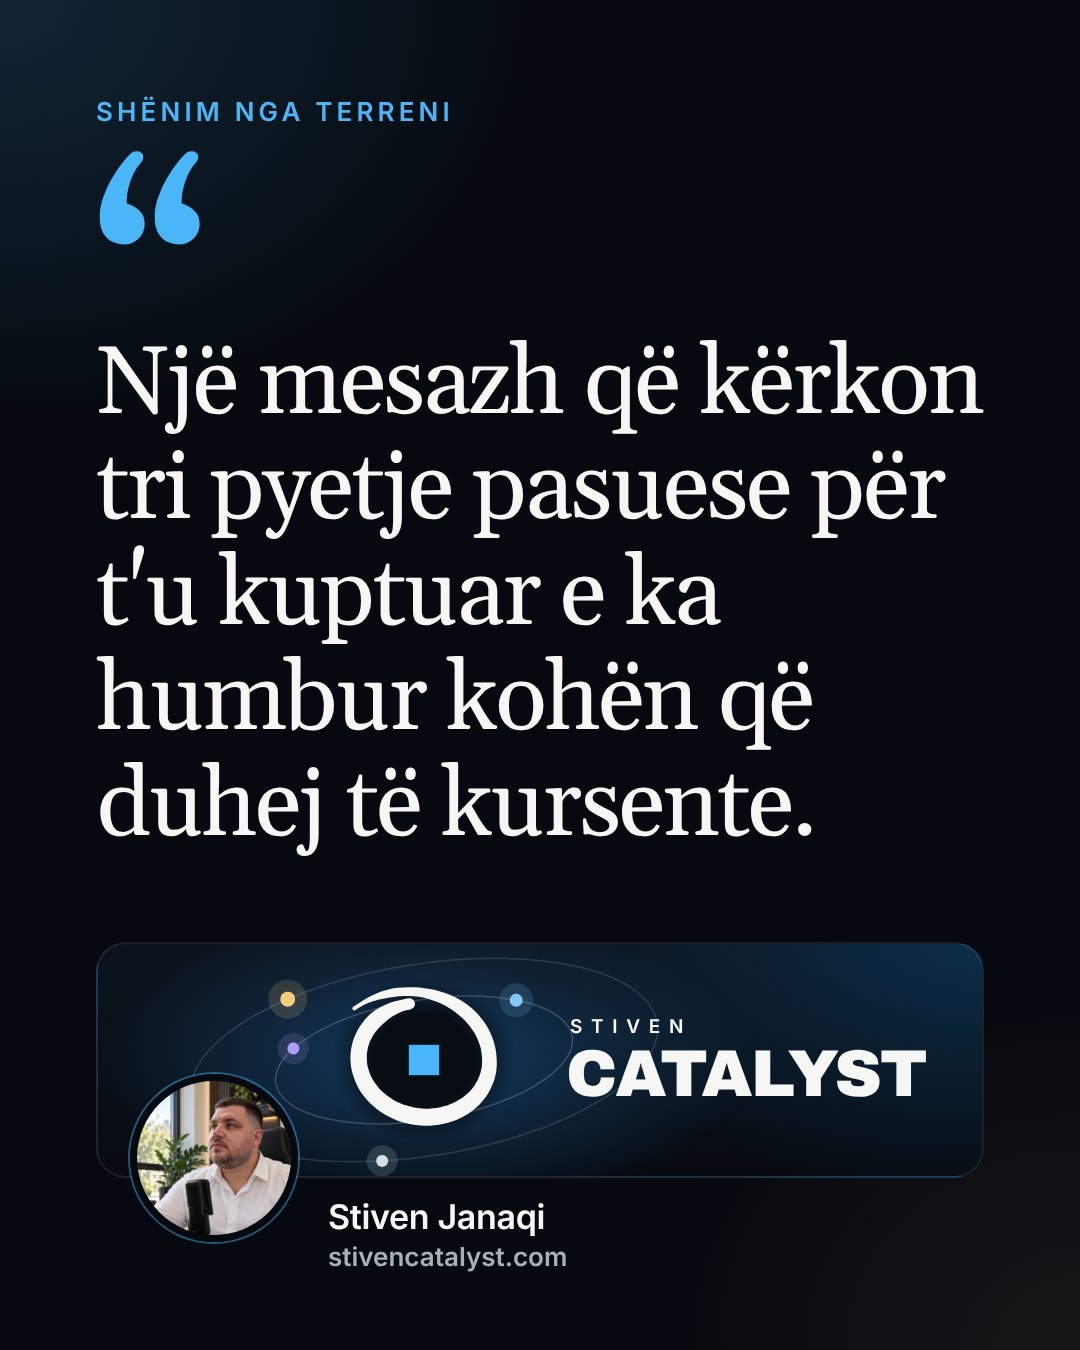 SHËNIM NGA TERRENI
“
Një mesazh që kërkon
tri pyetje pasuese për
t'u kuptuar e ka
humbur kohën që
duhej të kursente.
STIVEN
CATALYST
Stiven Janaqi
stivencatalyst.com